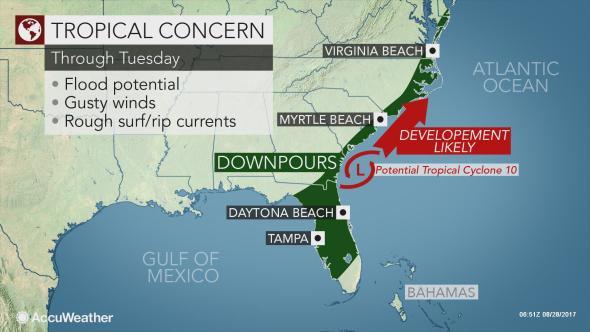 TROPICAL CONCERN
Through Tuesday
• Flood potential
• Gusty winds
• Rough surf/rip currents
VIRGINIA BEACH
ATLANTIC
OCEAN
MYRTLE BEACH
DEVELOPEMENT
LIKELY
DOWNPOURS
L
Potential Tropical Cyclone 10
DAYTONA BEACH
TAMPA
GULF OF
MEXICO
BAHAMAS
AccuWeather
06:51Z 08/28/2017